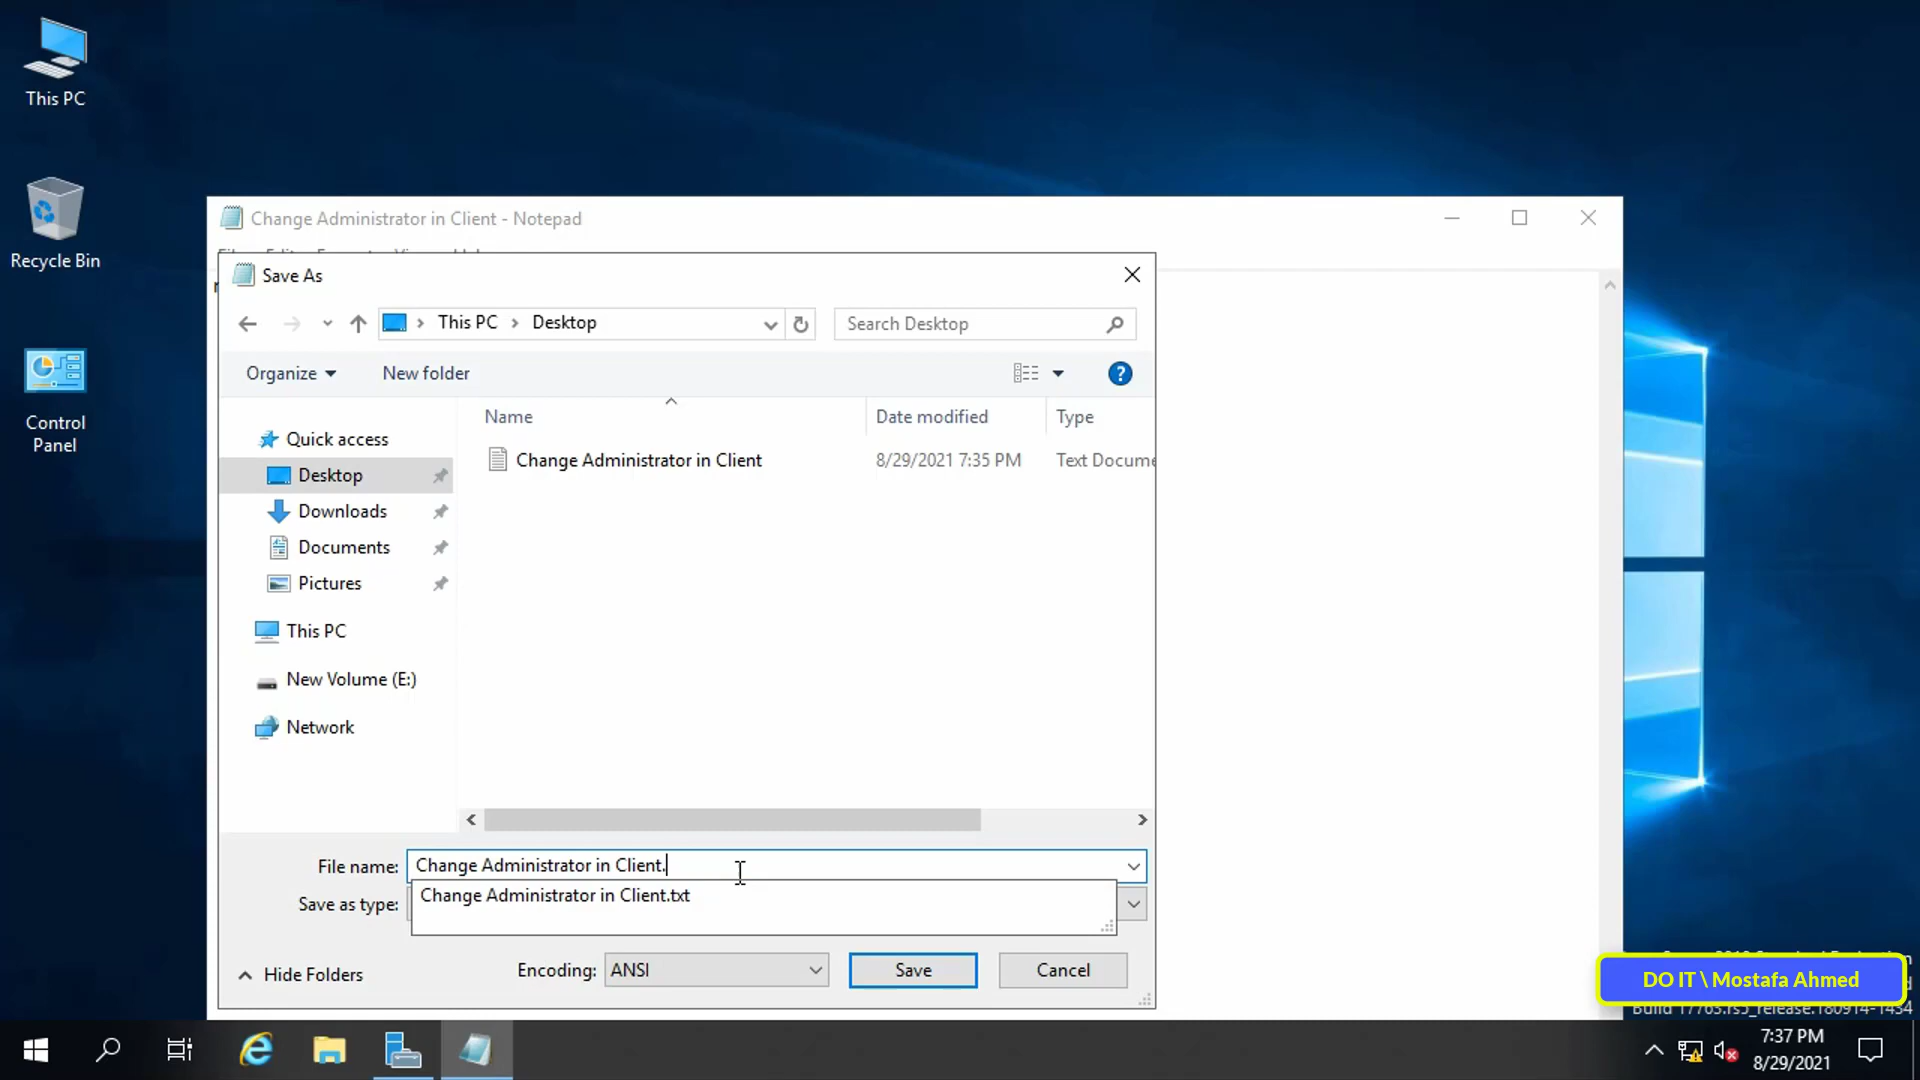 This PC
Recycle Bin
Control
Panel
Change Administrator in Client - Notepad
Save As
This PC
Desktop
Search Desktop
Organize
New folder
Name
Date modified
Type
Quick access
Desktop
Downloads
Documents
Pictures
This PC
New Volume (E:)
Network
Change Administrator in Client
8/29/2021 7:35 PM
Text Docume
File name:
Change Administrator in Client.
Change Administrator in Client.txt
Save as type:
Hide Folders
Encoding:
ANSI
Save
Cancel
DO IT \ Mostafa Ahmed
7:37 PM
8/29/2021